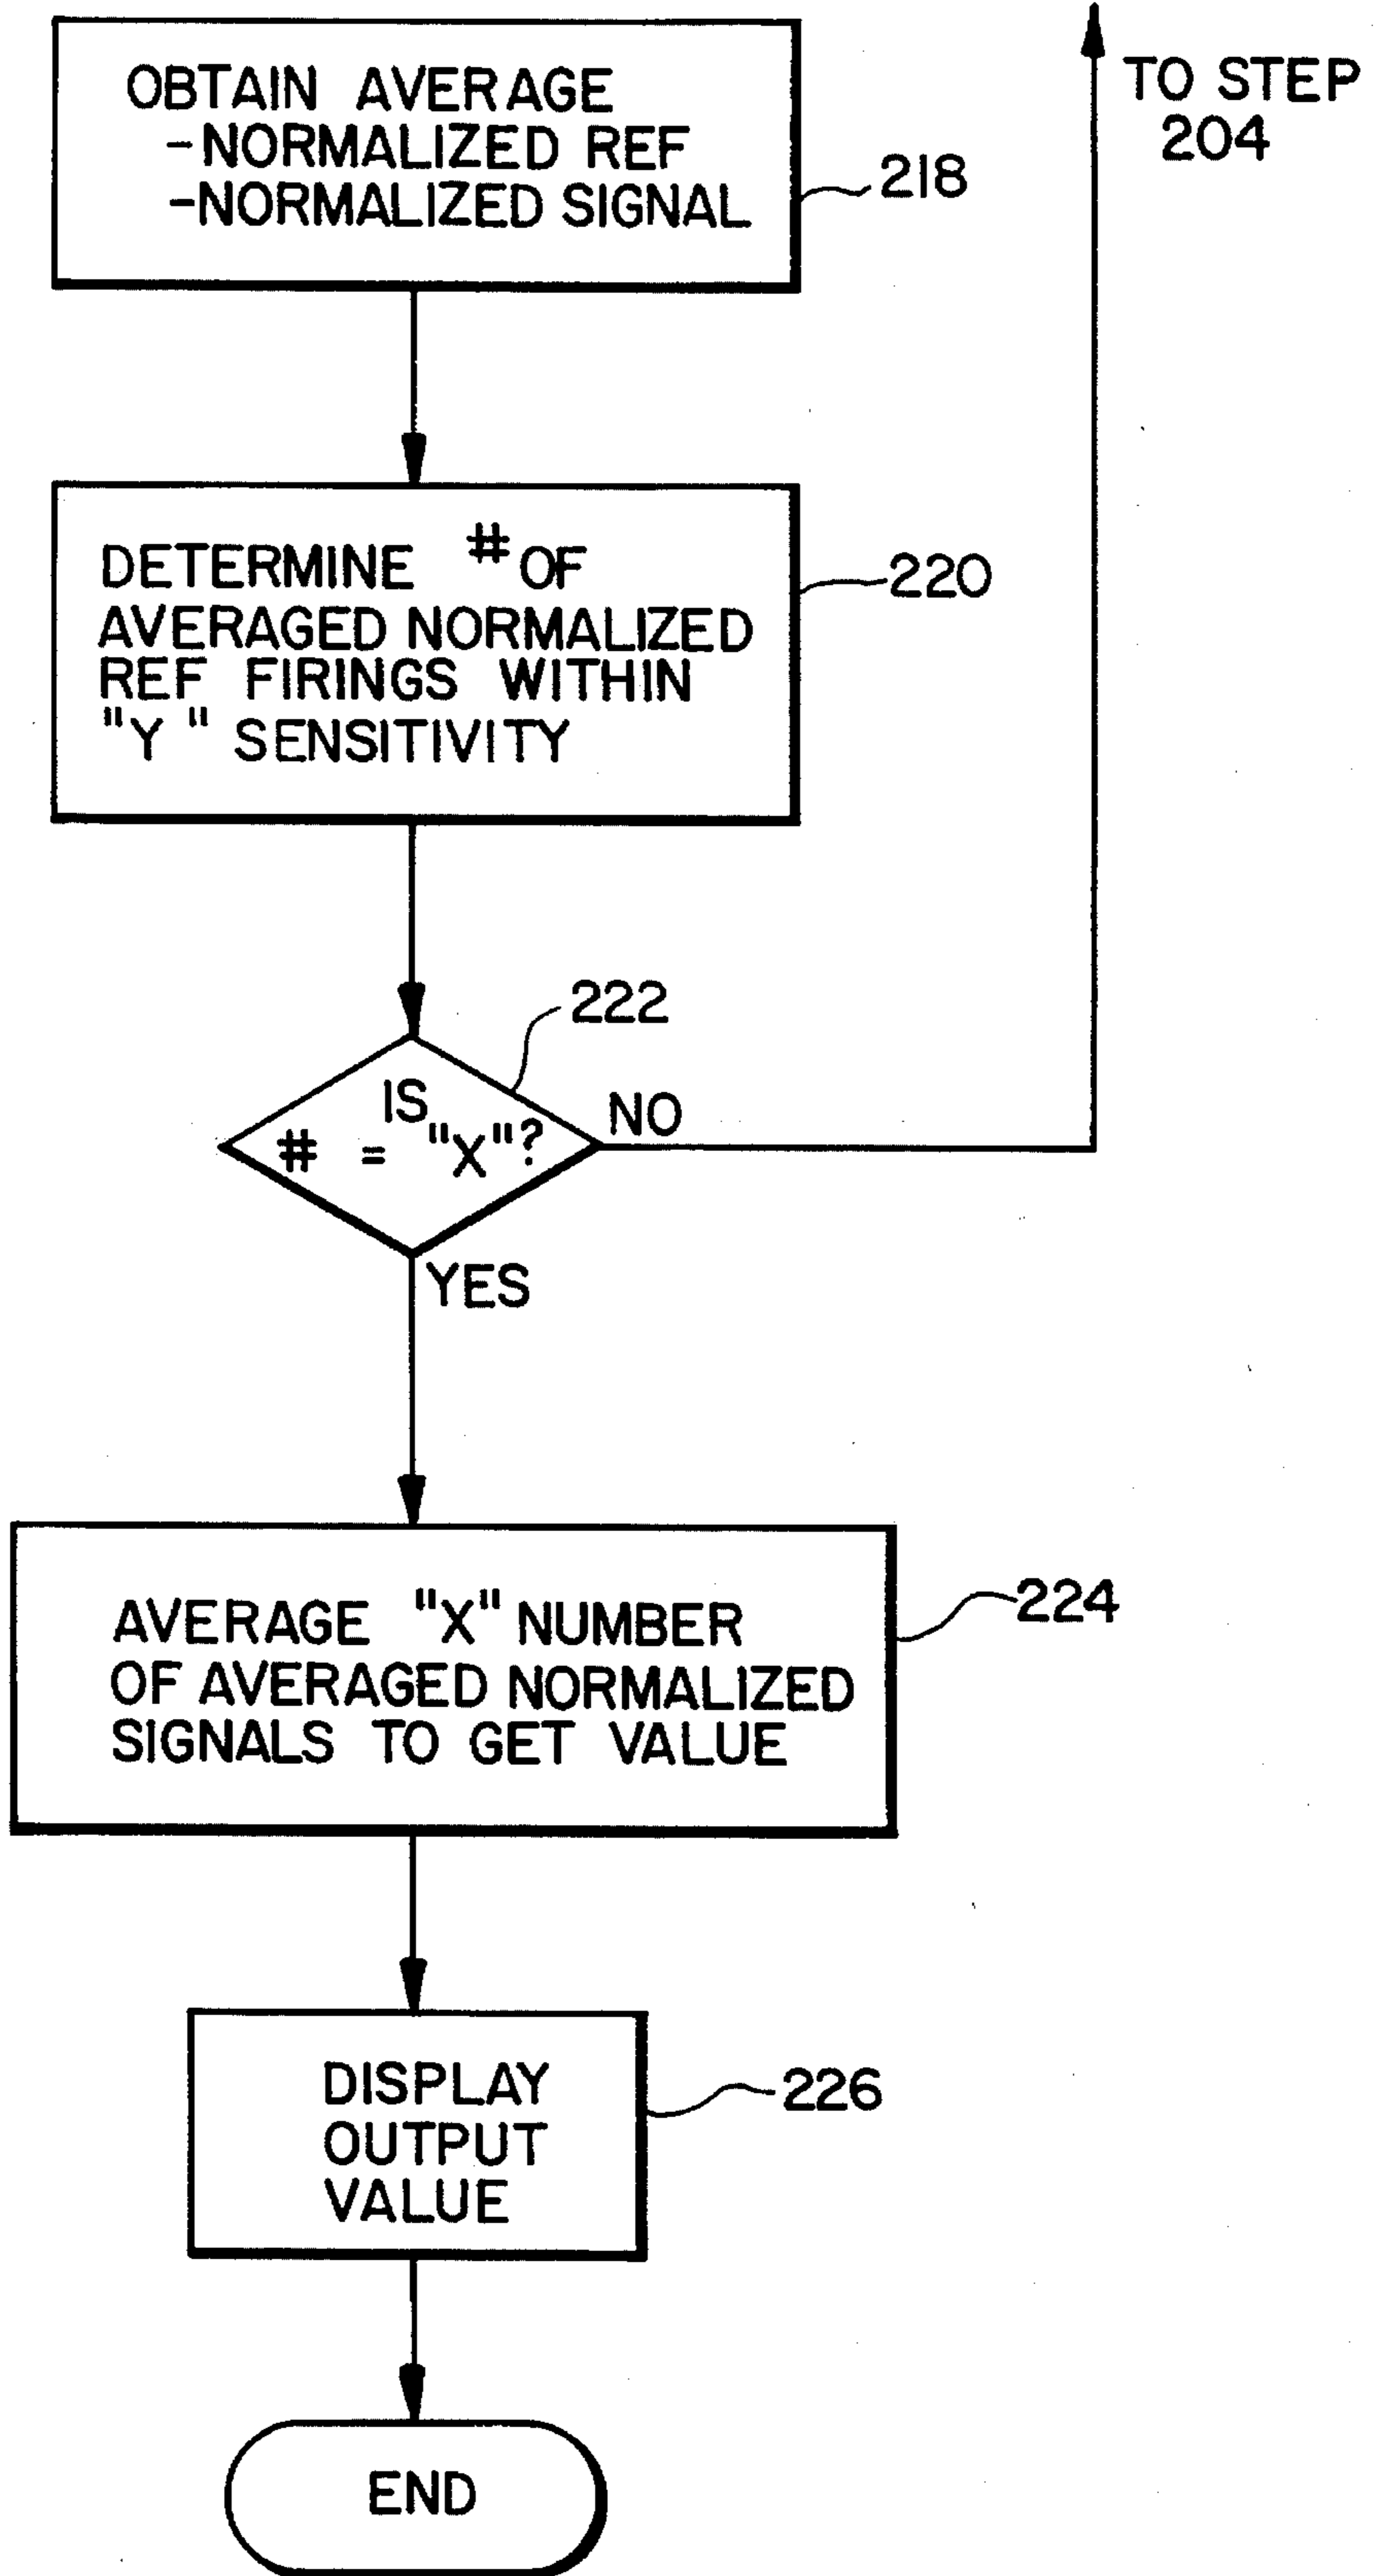 OBTAIN AVERAGE
-NORMALIZED REF
-NORMALIZED SIGNAL
218
TO STEP
204
DETERMINE # OF
AVERAGED NORMALIZED
REF FIRINGS WITHIN
"Y" SENSITIVITY
220
222
IS
# = "X"?
NO
YES
AVERAGE "X" NUMBER
OF AVERAGED NORMALIZED
SIGNALS TO GET VALUE
224
DISPLAY
OUTPUT
VALUE
226
END